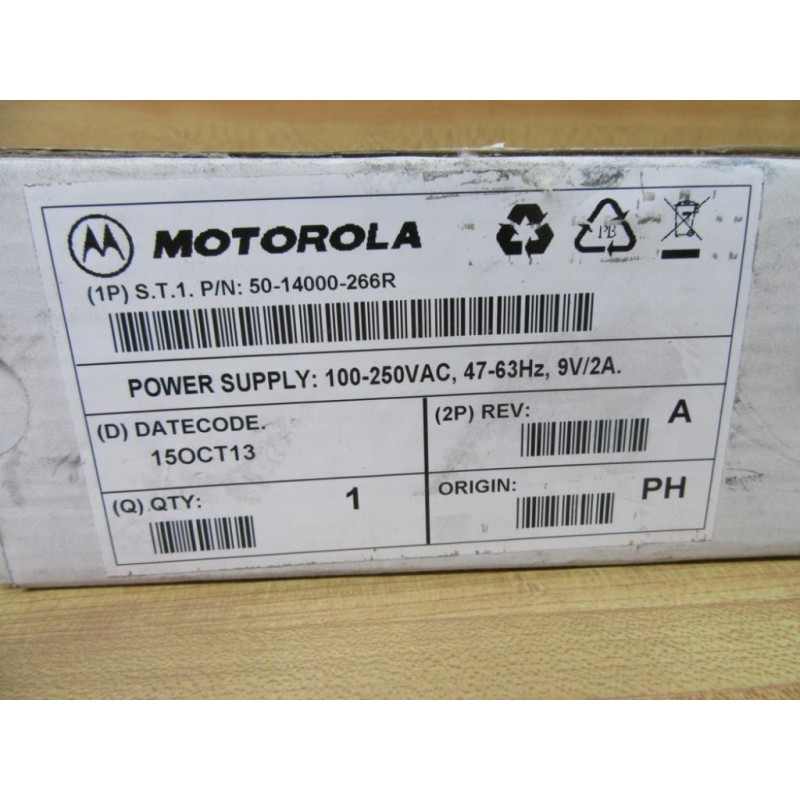 MOTOROLA
PB
(1P) S.T.1. P/N: 50-14000-266R
POWER SUPPLY: 100-250VAC, 47-63Hz, 9V/2A.
(D) DATECODE.
15OCT13
(2P) REV: A
(Q) QTY: 1
ORIGIN: PH